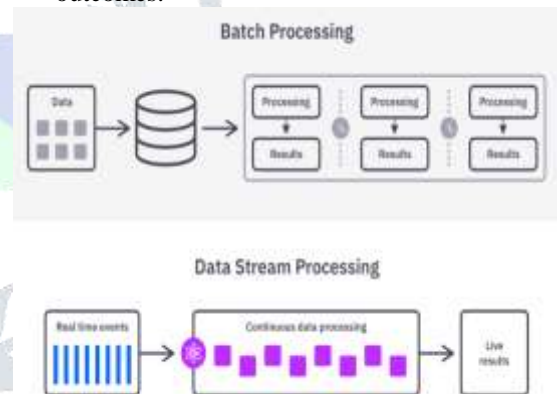 outcomes.
Batch Processing
Data
Processing
Processing
Processing
Results
Results
Results
Data Stream Processing
Real time events
Continuous data processing
Live
results